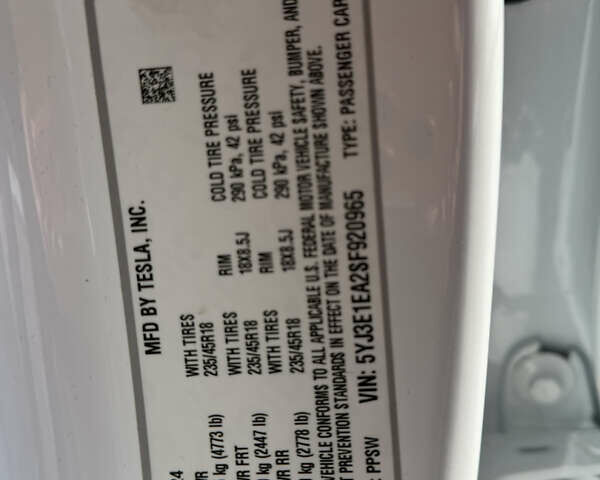 MFD BY TESLA, INC.
24
WITH TIRES RIM COLD TIRE PRESSURE
kg (4773 lb) 235/45R18 18X8.5J 290 kPa, 42 psi
FRT WITH TIRES RIM COLD TIRE PRESSURE
kg (2447 lb) 235/45R18 18X8.5J 290 kPa, 42 psi
RR WITH TIRES
kg (2778 lb) 235/45R18
VEHICLE CONFORMS TO ALL APPLICABLE U.S. FEDERAL MOTOR VEHICLE SAFETY, BUMPER, AND
PREVENTION STANDARDS IN EFFECT ON THE DATE OF MANUFACTURE SHOWN ABOVE.
: PPSW VIN: 5YJ3E1EA2SF920965 TYPE: PASSENGER CAR